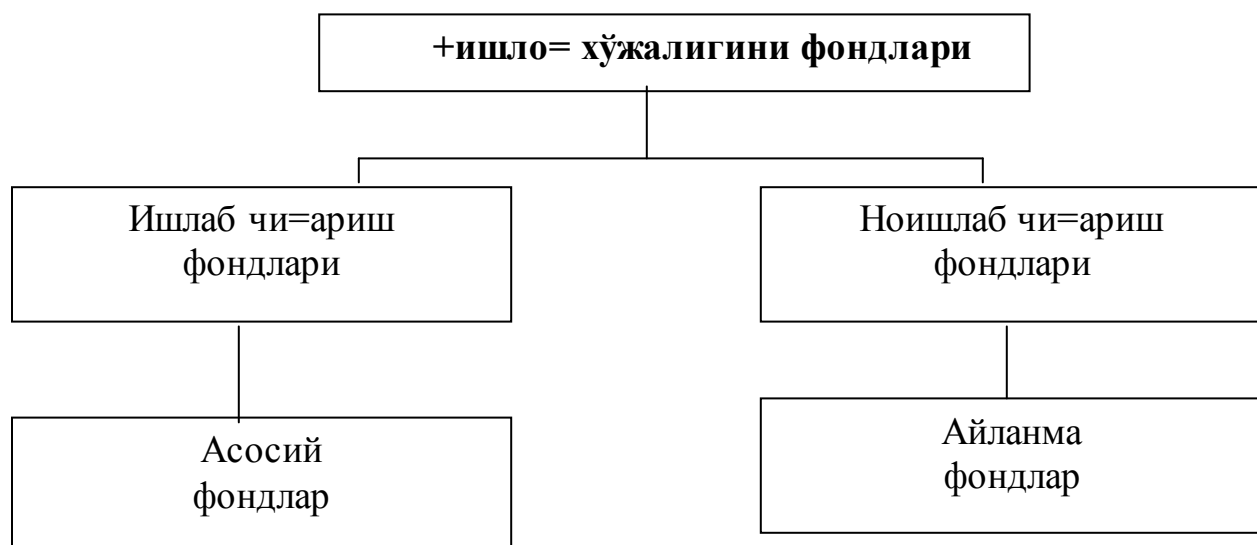 +ишло= хўжалигини фондлари
Ишлаб чи=ариш
фондлари
Ноишлаб чи=ариш
фондлари
Асосий
фондлар
Айланма
фондлар